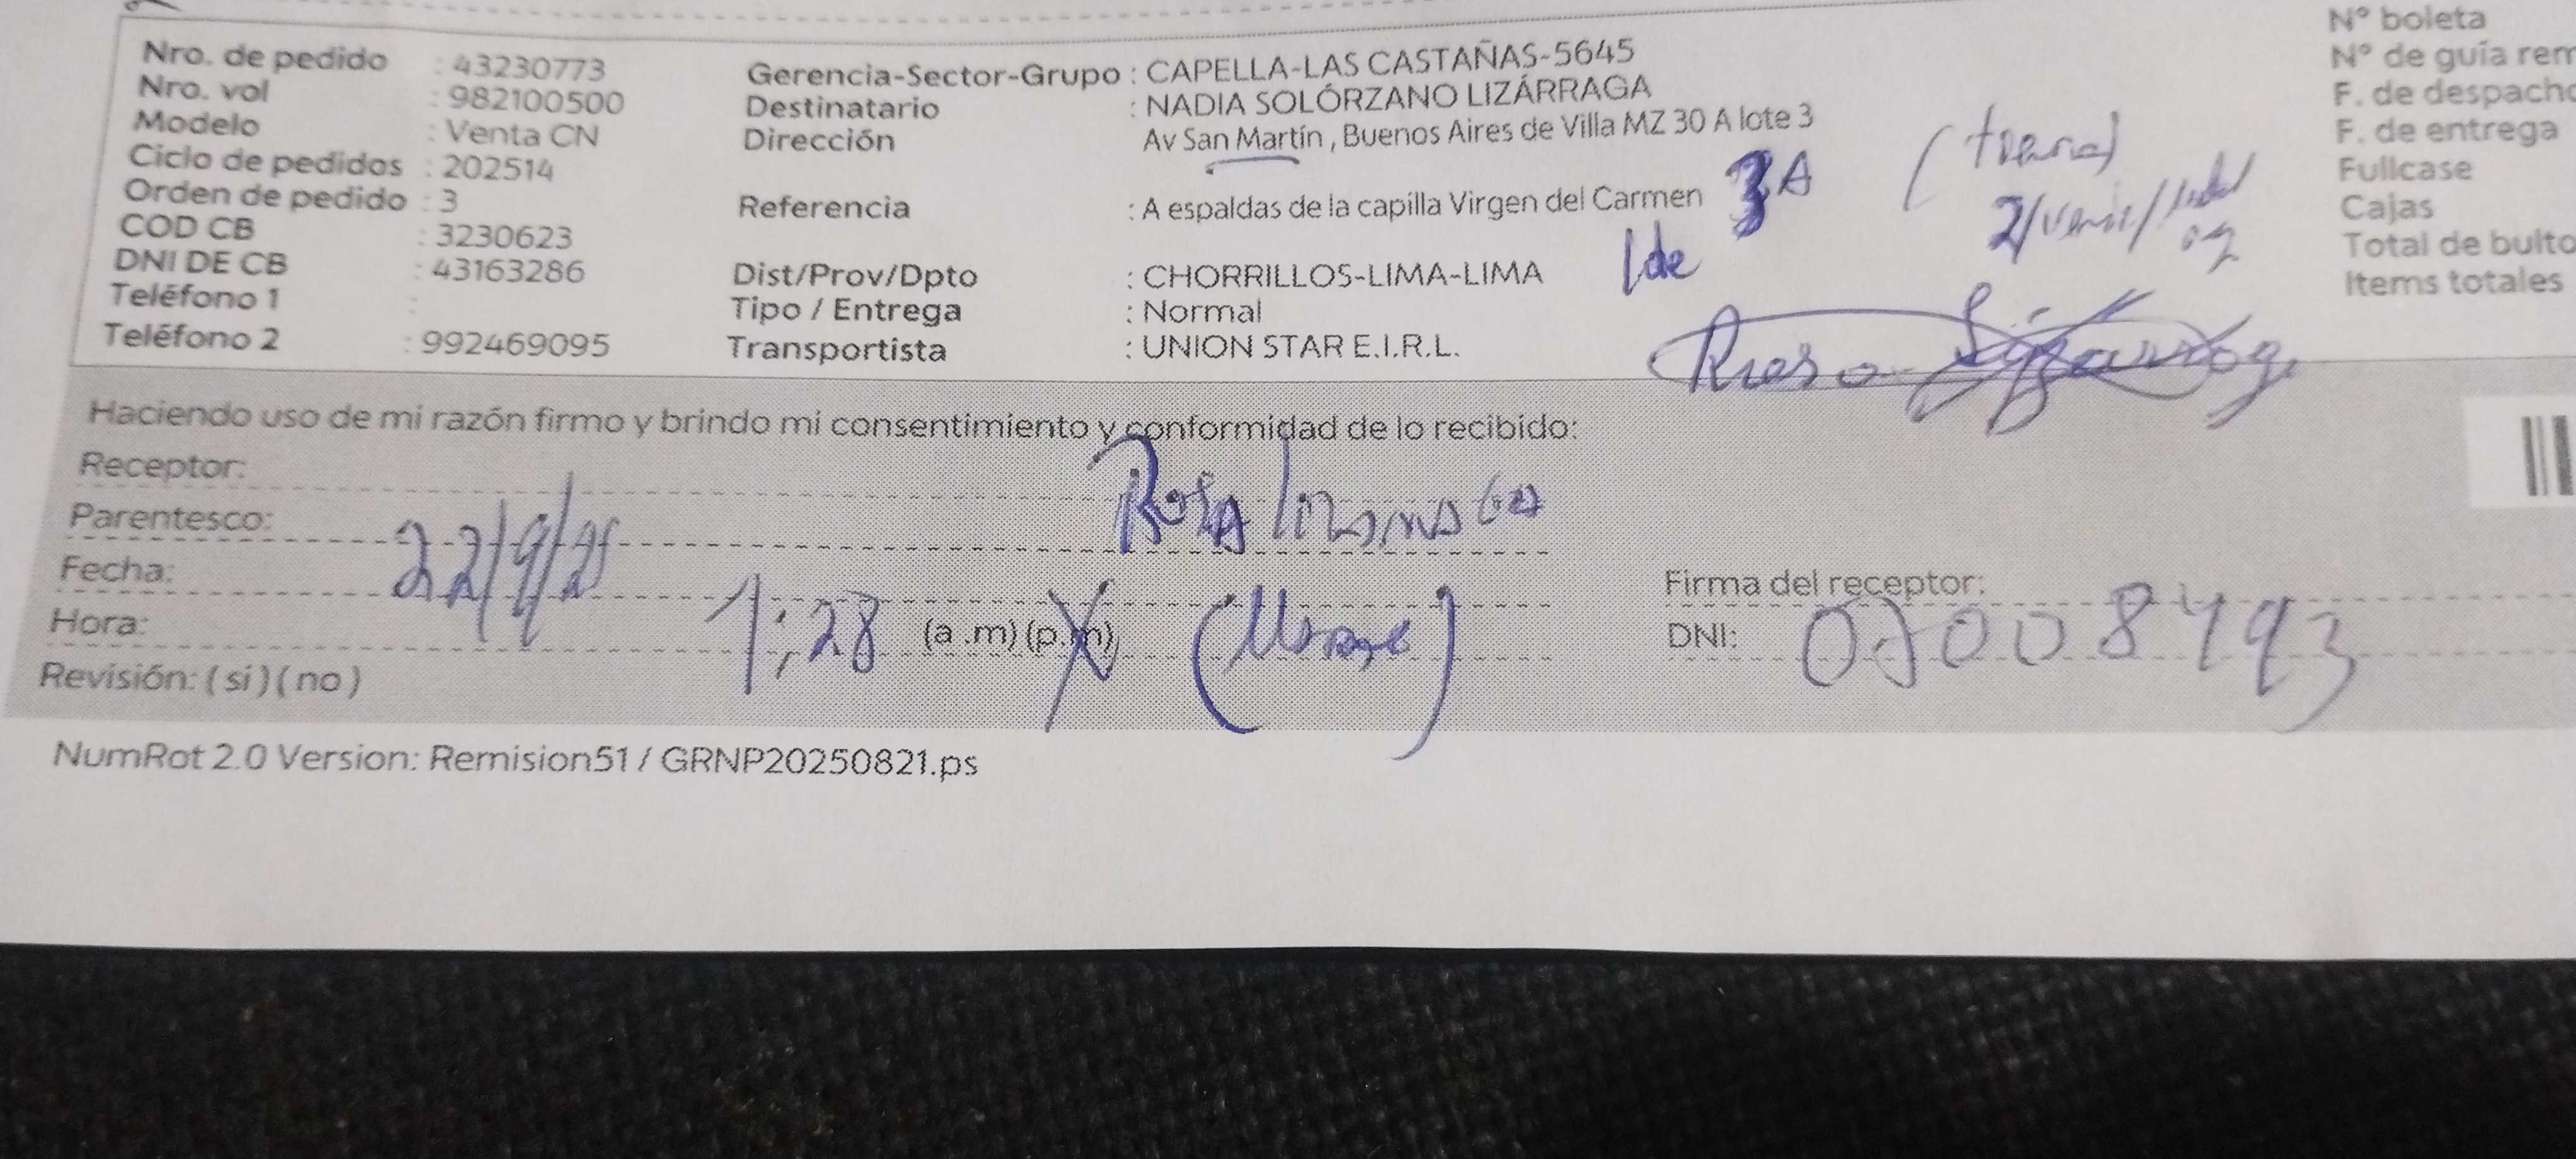 Nro. de pedido : 43230773
Nro. vol : 982100500
Modelo : Venta CN
Ciclo de pedidos : 202514
Orden de pedido : 3
COD CB : 3230623
DNI DE CB : 43163286
Teléfono 1 :
Teléfono 2 : 992469095
Gerencia-Sector-Grupo : CAPELLA-LAS CASTAÑAS-5645
Destinatario : NADIA SOLÓRZANO LIZÁRRAGA
Dirección Av San Martín , Buenos Aires de Villa MZ 30 A lote 3
Referencia : A espaldas de la capilla Virgen del Carmen
Dist/Prov/Dpto : CHORRILLOS-LIMA-LIMA
Tipo / Entrega : Normal
Transportista : UNION STAR E.I.R.L.
3A
1de
N° boleta
N° de guía rem
F. de despacho
F. de entrega
Fullcase
Cajas
Total de bulto
Items totales
Haciendo uso de mi razón firmo y brindo mi consentimiento y conformidad de lo recibido:
Receptor: Rosa
Parentesco:
Fecha: 22/9/25
Hora: 1:28 (a .m) (p.m)
Revisión: ( si ) ( no )
Firma del receptor:
DNI:
NumRot 2.0 Version: Remision51 / GRNP20250821.ps